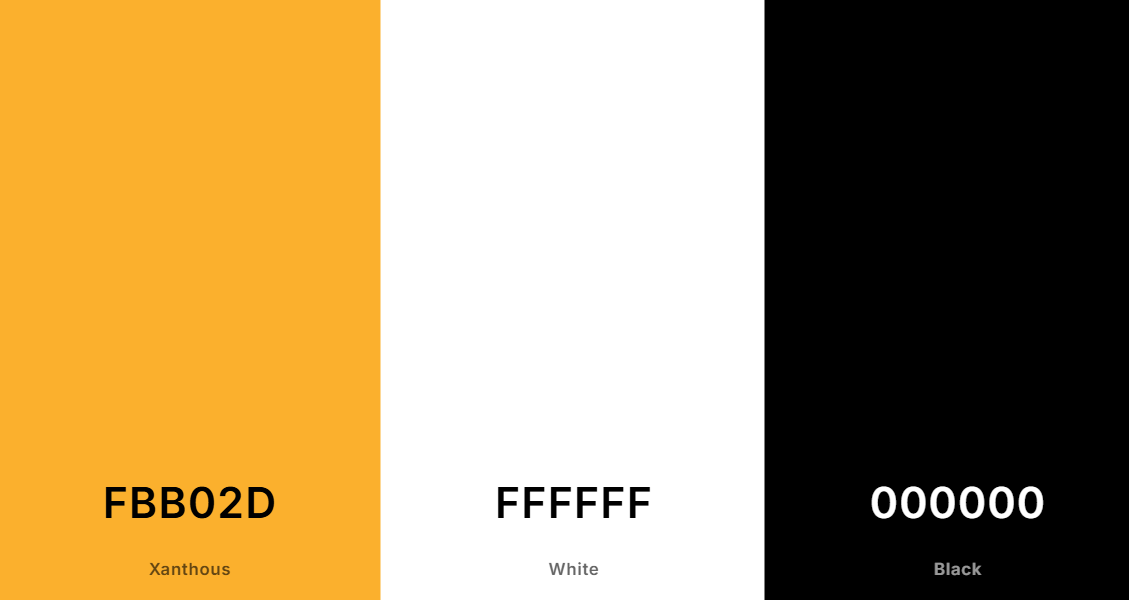 FBB02D
Xanthous
FFFFFF
White
000000
Black